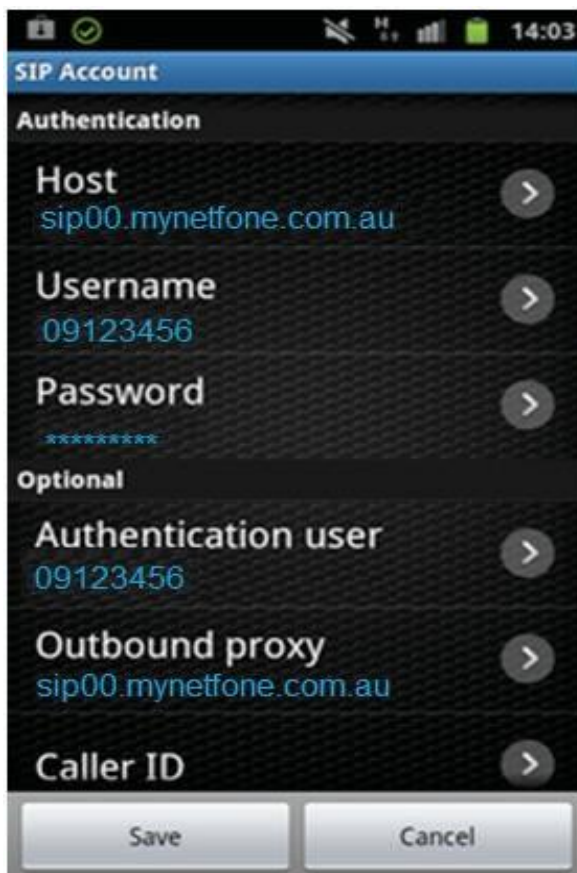 14:03
SIP Account
Authentication
Host
sip00.mynetfone.com.au
Username
09123456
Password
*********
Optional
Authentication user
09123456
Outbound proxy
sip00.mynetfone.com.au
Caller ID
Save Cancel